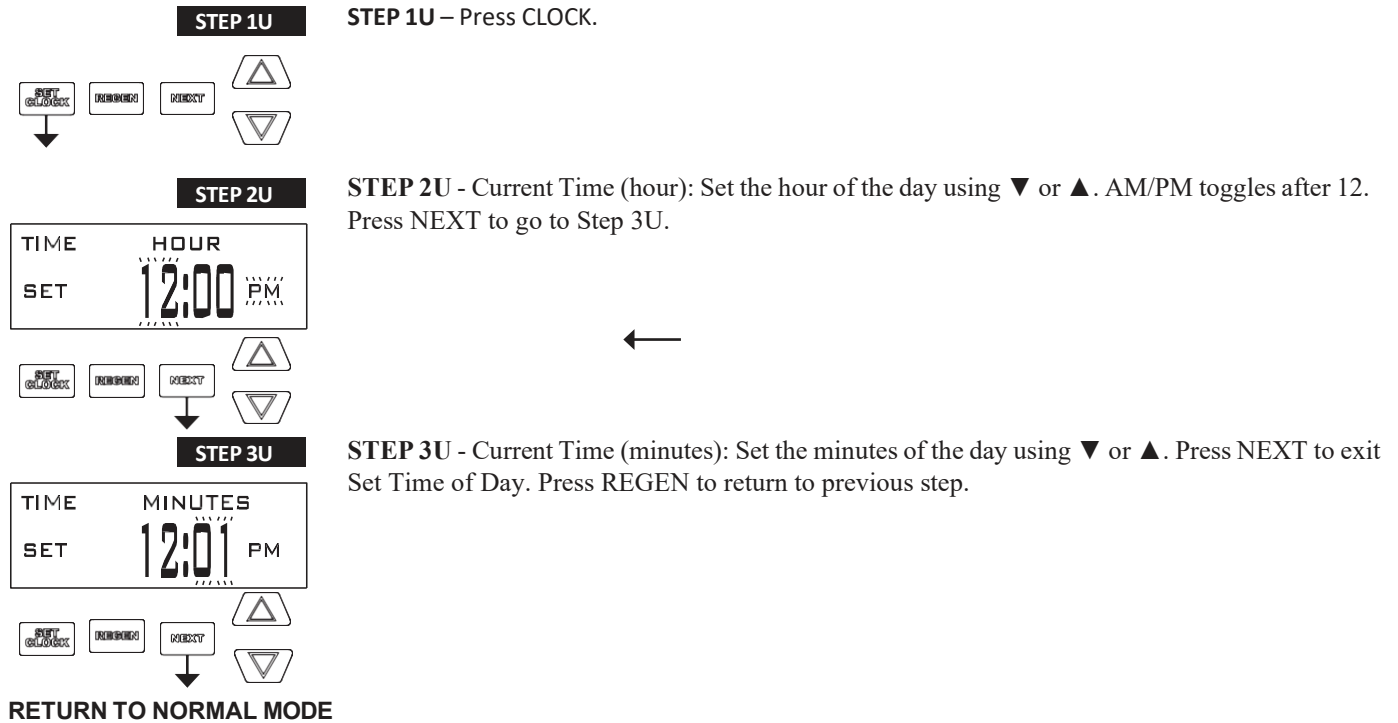 STEP 1U
STEP 1U – Press CLOCK.
SET
CLOCK
REGEN
NEXT
STEP 2U
STEP 2U - Current Time (hour): Set the hour of the day using ▼ or ▲. AM/PM toggles after 12.
Press NEXT to go to Step 3U.
TIME HOUR
SET 12:00 PM
SET
CLOCK
REGEN
NEXT
STEP 3U
STEP 3U - Current Time (minutes): Set the minutes of the day using ▼ or ▲. Press NEXT to exit
Set Time of Day. Press REGEN to return to previous step.
TIME MINUTES
SET 12:01 PM
SET
CLOCK
REGEN
NEXT
RETURN TO NORMAL MODE